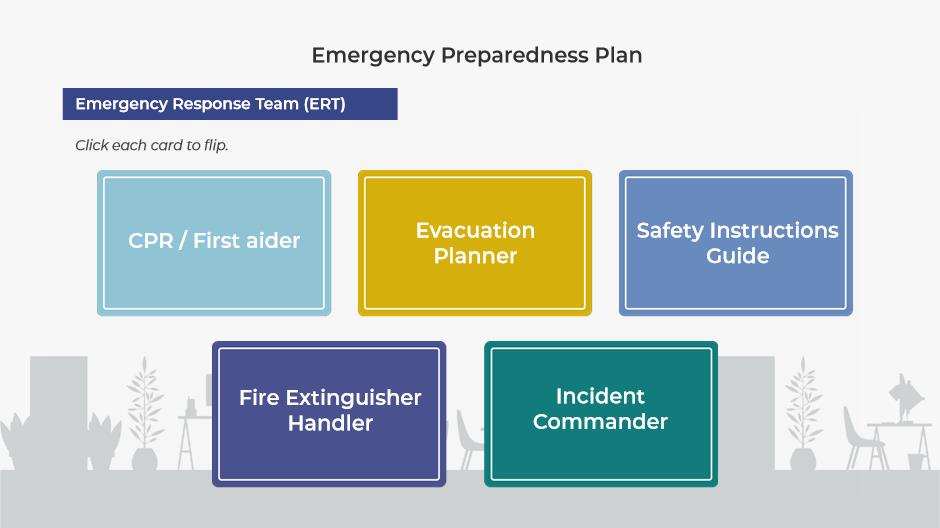 Emergency Preparedness Plan
Emergency Response Team (ERT)
Click each card to flip.
CPR / First aider
Evacuation
Planner
Safety Instructions
Guide
Fire Extinguisher
Handler
Incident
Commander